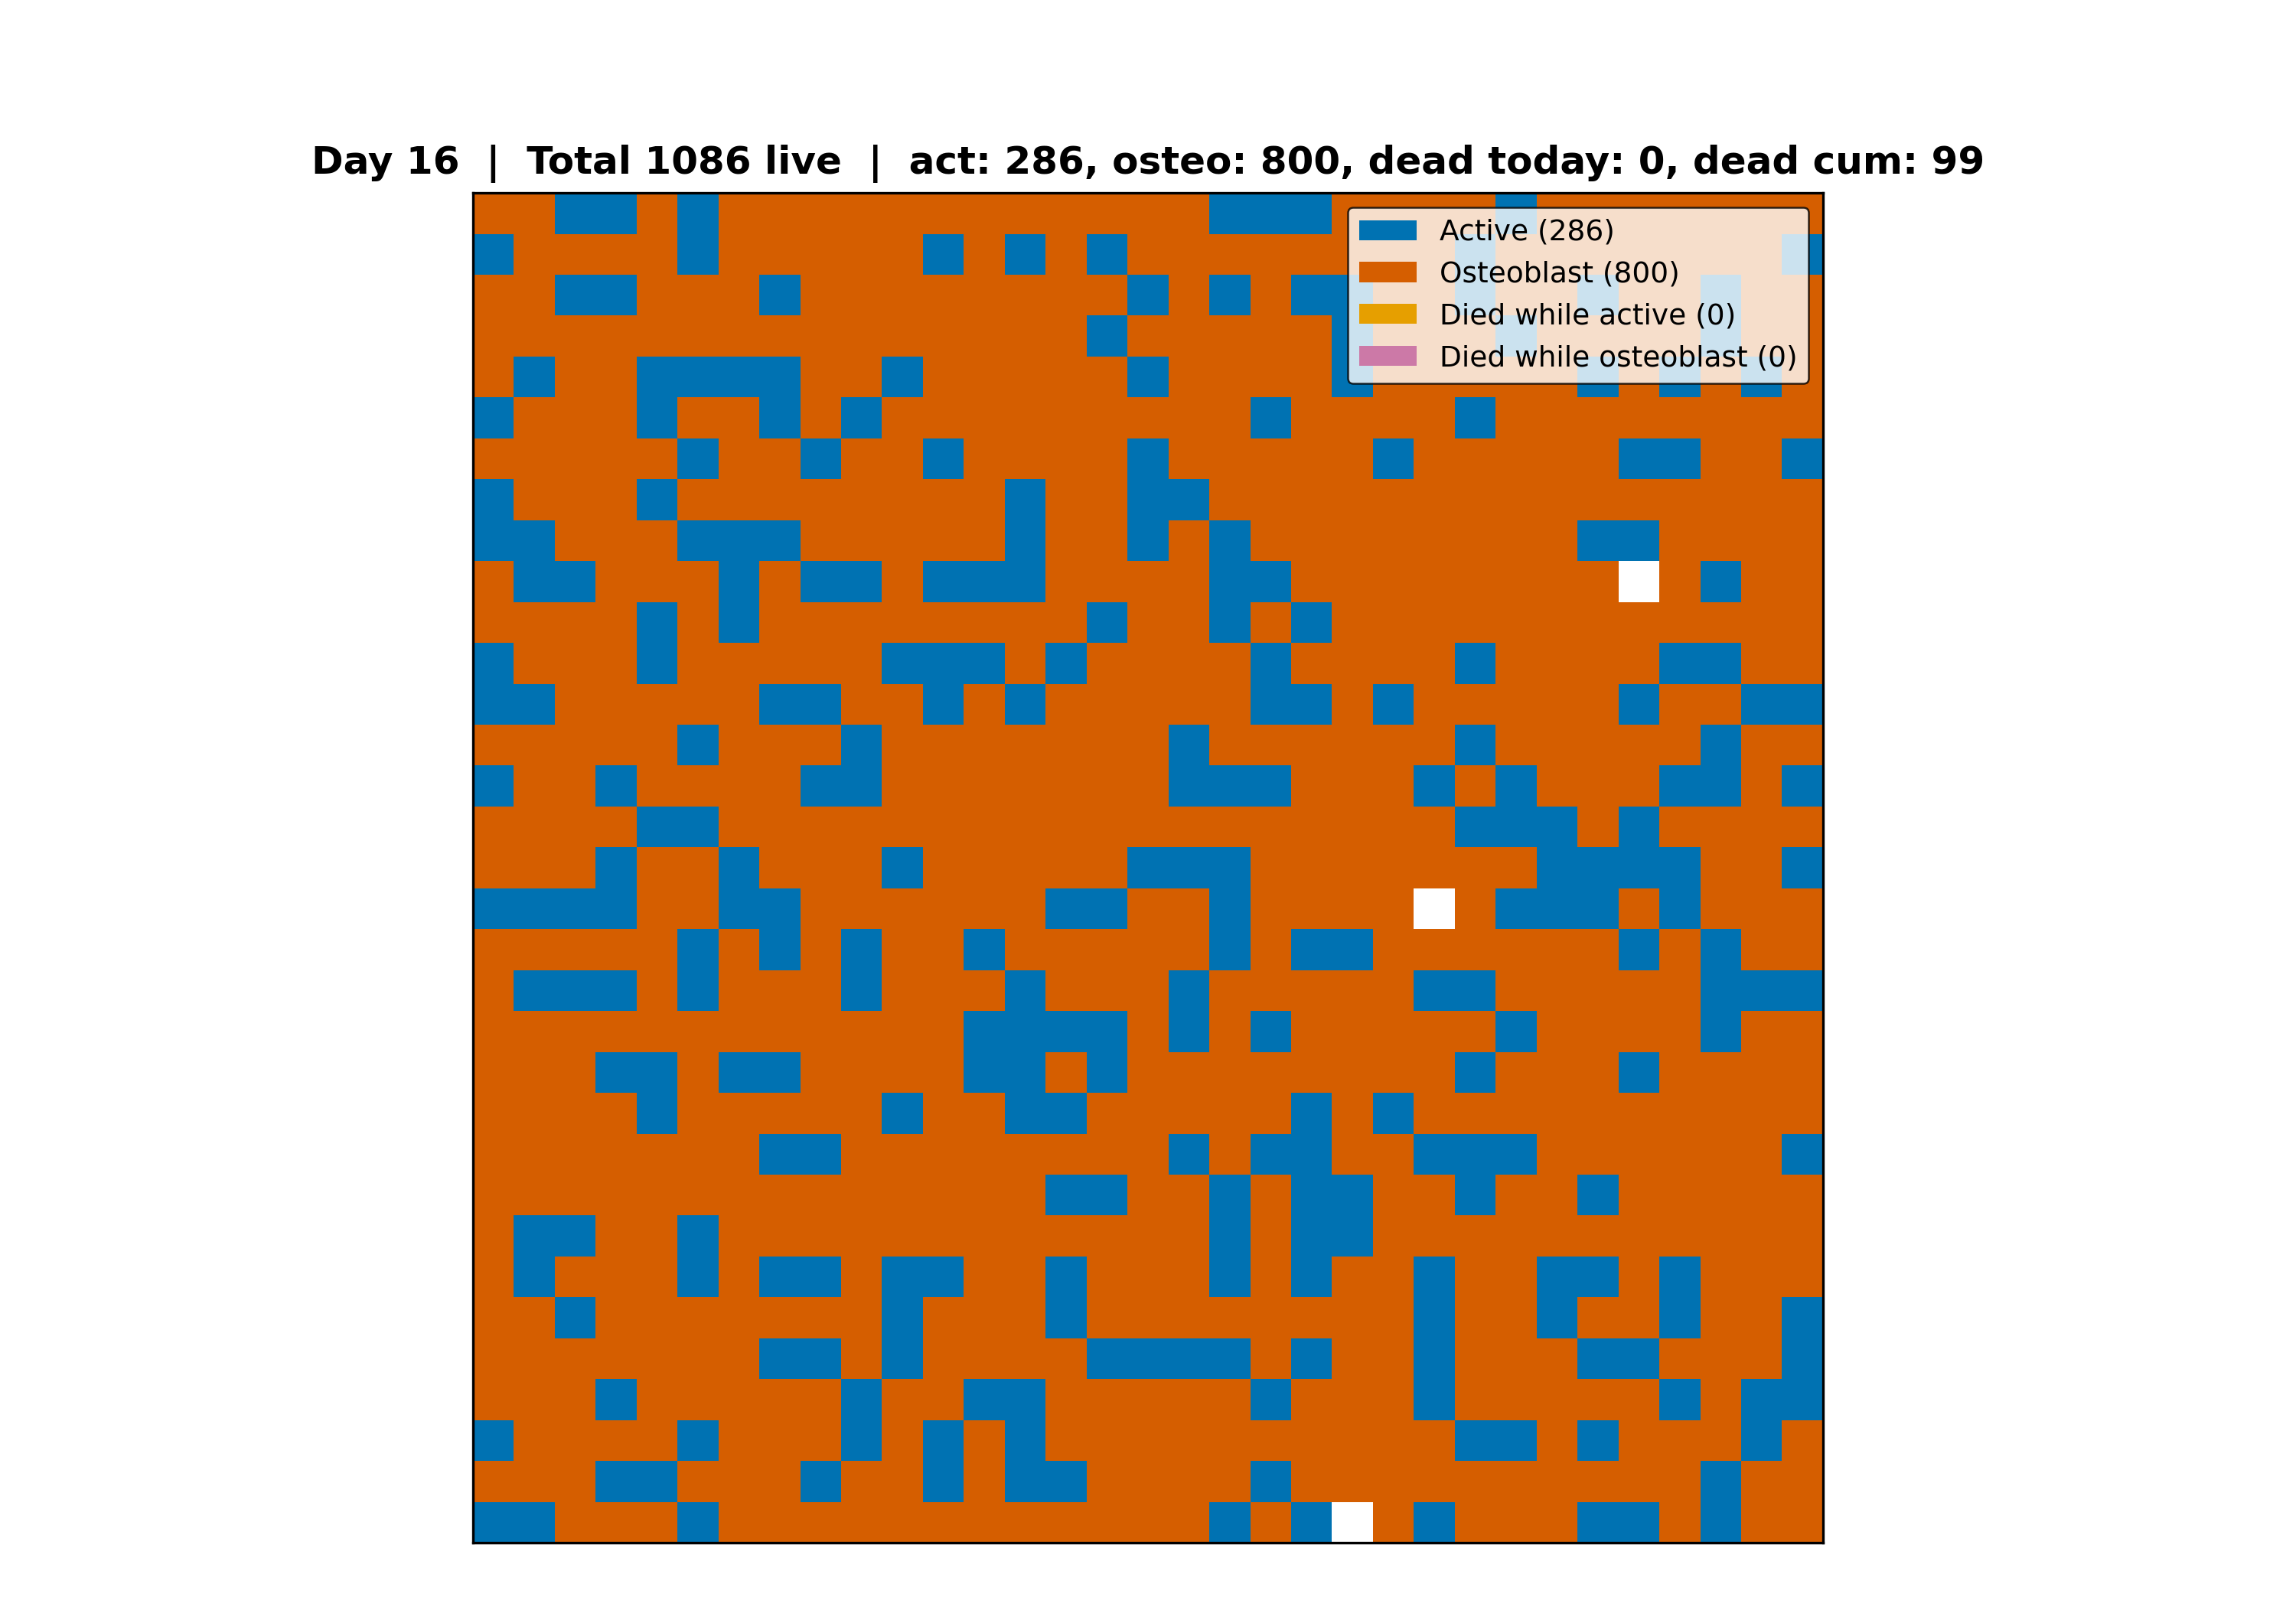 Day 16 | Total 1086 live | act: 286, osteo: 800, dead today: 0, dead cum: 99
Active (286)
Osteoblast (800)
Died while active (0)
Died while osteoblast (0)